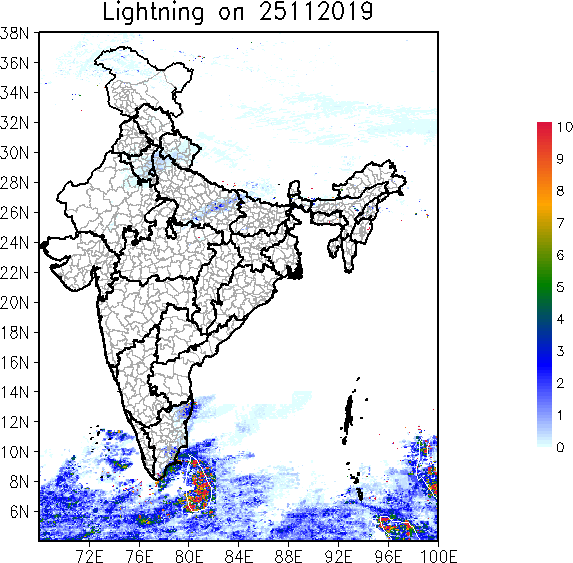 Lightning on 25112019
38N
36N
34N
32N
30N
28N
26N
24N
22N
20N
18N
16N
14N
12N
10N
8N
6N
72E 76E 80E 84E 88E 92E 96E 100E
10
9
8
7
6
5
4
3
2
1
0